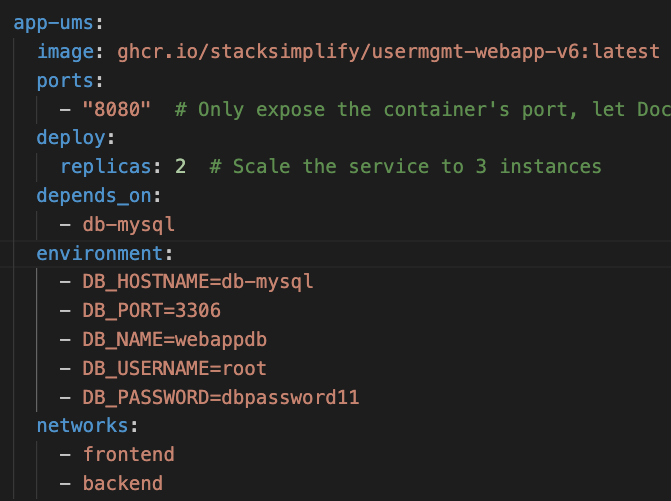 app-ums:
image: ghcr.io/stacksimplify/usermgmt-webapp-v6:latest
ports:
- "8080"  # Only expose the container's port, let Doc
deploy:
replicas: 2  # Scale the service to 3 instances
depends_on:
- db-mysql
environment:
- DB_HOSTNAME=db-mysql
- DB_PORT=3306
- DB_NAME=webappdb
- DB_USERNAME=root
- DB_PASSWORD=dbpassword11
networks:
- frontend
- backend